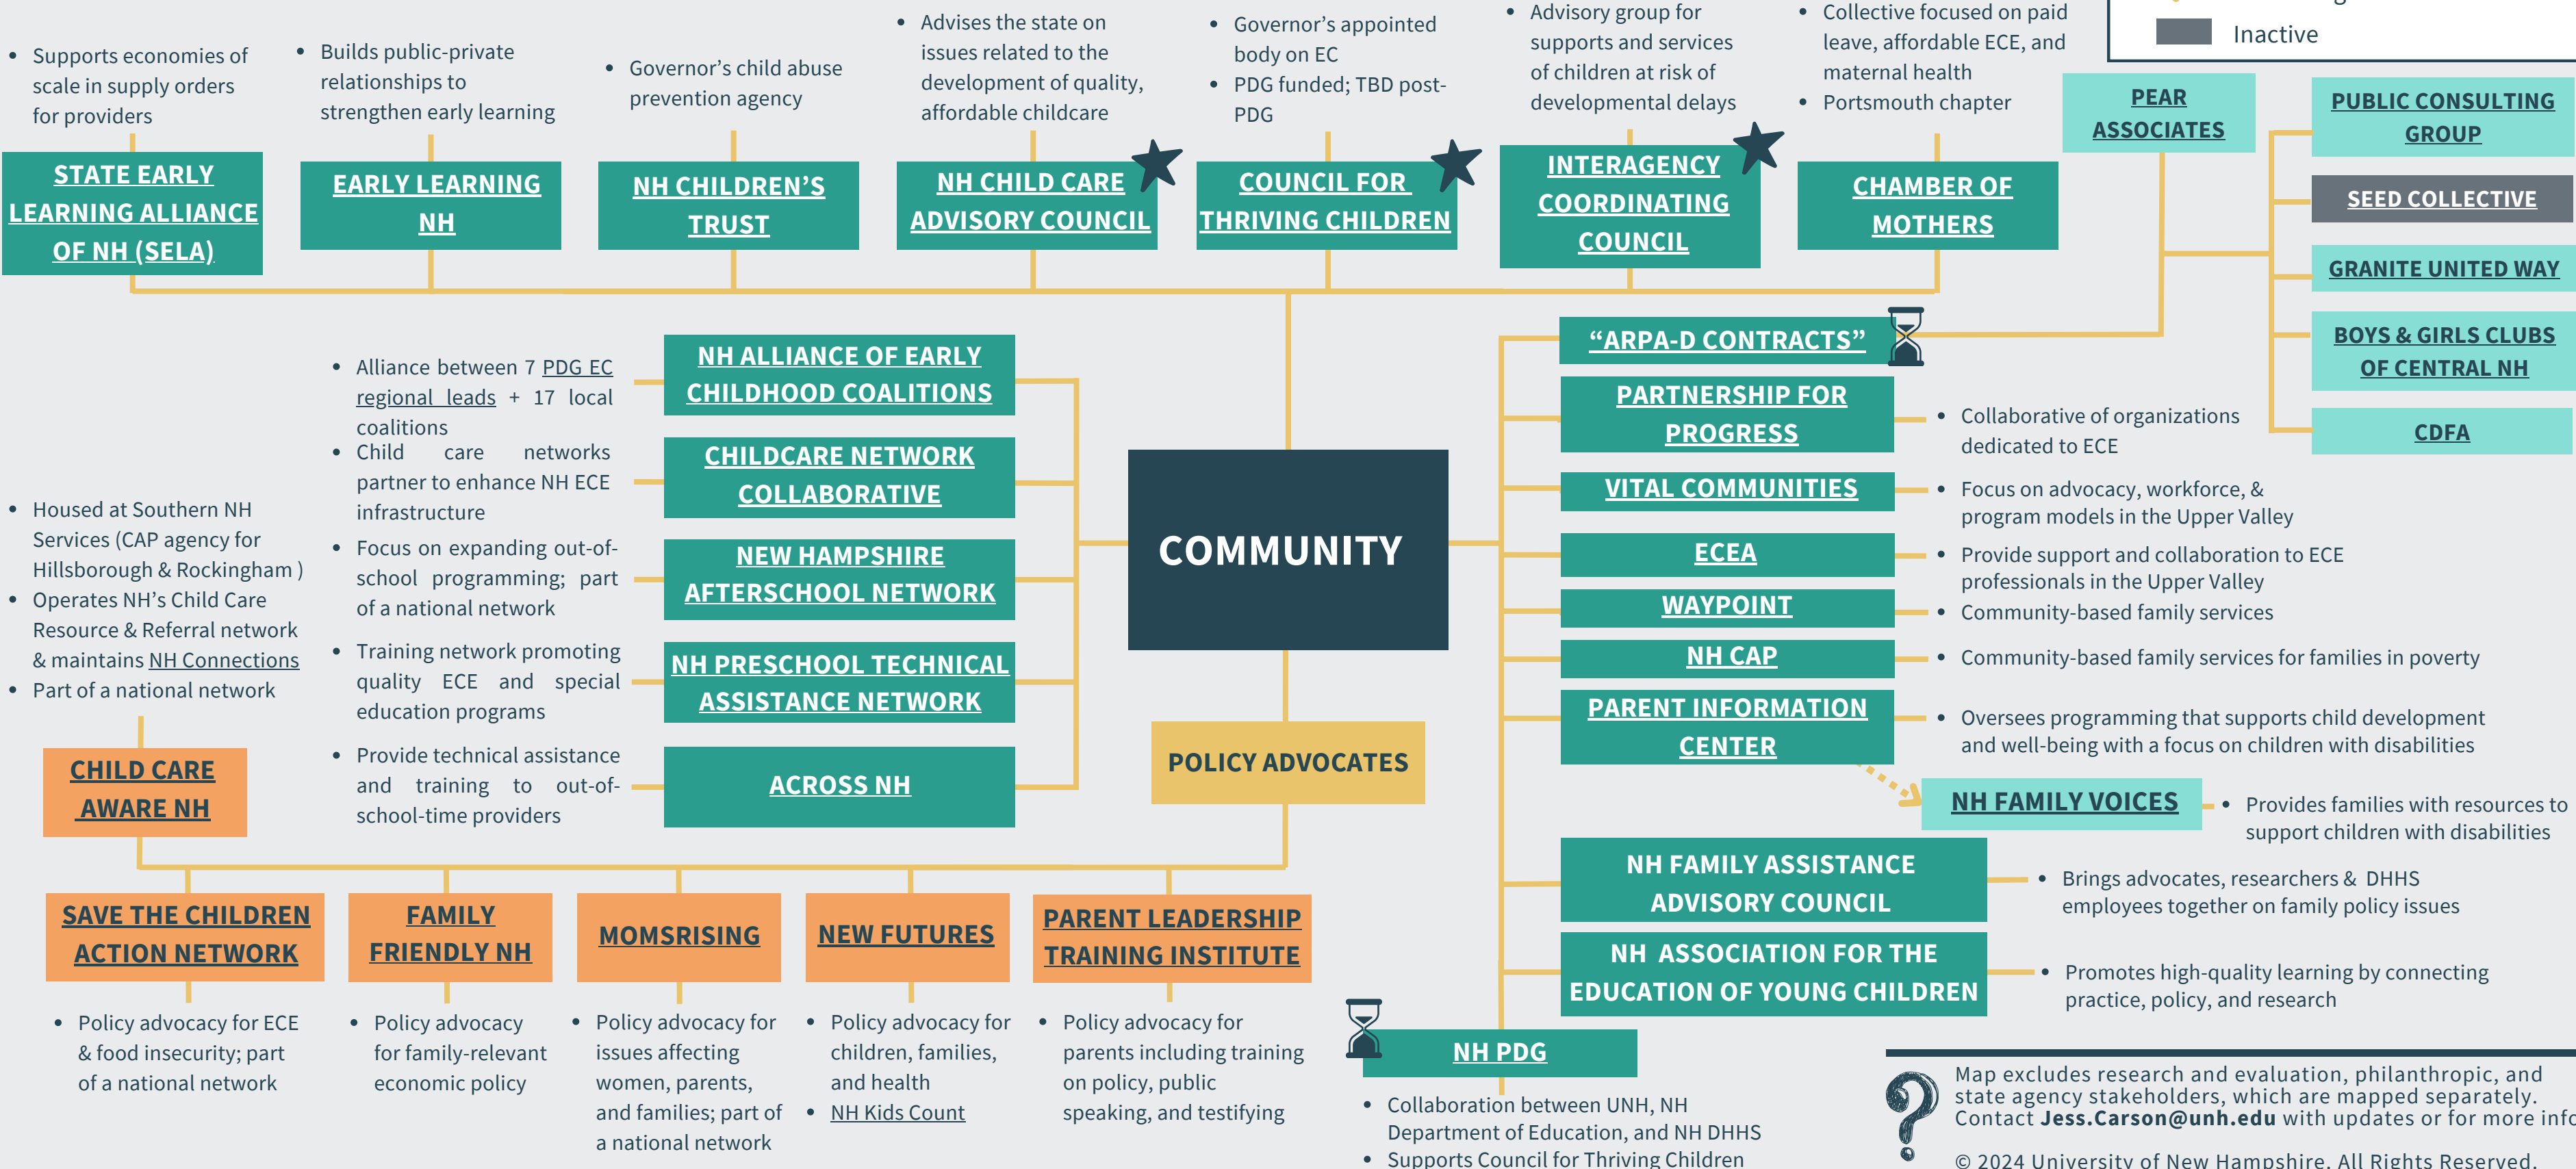 • Supports economies of
scale in supply orders
for providers
• Builds public-private
relationships to
strengthen early learning
• Governor's child abuse
prevention agency
• Advises the state on
issues related to the
development of quality,
affordable childcare
• Governor's appointed
body on EC
• PDG funded; TBD post-
PDG
• Advisory group for
supports and services
of children at risk of
developmental delays
• Collective focused on paid
leave, affordable ECE, and
maternal health
• Portsmouth chapter
Inactive
STATE EARLY
LEARNING ALLIANCE
OF NH (SELA)
EARLY LEARNING
NH
NH CHILDREN'S
TRUST
NH CHILD CARE
ADVISORY COUNCIL
COUNCIL FOR
THRIVING CHILDREN
INTERAGENCY
COORDINATING
COUNCIL
CHAMBER OF
MOTHERS
PEAR
ASSOCIATES
PUBLIC CONSULTING
GROUP
SEED COLLECTIVE
GRANITE UNITED WAY
BOYS & GIRLS CLUBS
OF CENTRAL NH
CDFA
• Alliance between 7 PDG EC
regional leads + 17 local
coalitions
NH ALLIANCE OF EARLY
CHILDHOOD COALITIONS
• Child care networks
partner to enhance NH ECE
infrastructure
CHILDCARE NETWORK
COLLABORATIVE
• Focus on expanding out-of-
school programming; part
of a national network
NEW HAMPSHIRE
AFTERSCHOOL NETWORK
• Training network promoting
quality ECE and special
education programs
NH PRESCHOOL TECHNICAL
ASSISTANCE NETWORK
• Provide technical assistance
and training to out-of-
school-time providers
ACROSS NH
COMMUNITY
POLICY ADVOCATES
"ARPA-D CONTRACTS"
PARTNERSHIP FOR
PROGRESS
• Collaborative of organizations
dedicated to ECE
VITAL COMMUNITIES
• Focus on advocacy, workforce, &
program models in the Upper Valley
ECEA
• Provide support and collaboration to ECE
professionals in the Upper Valley
WAYPOINT
• Community-based family services
NH CAP
• Community-based family services for families in poverty
PARENT INFORMATION
CENTER
• Oversees programming that supports child development
and well-being with a focus on children with disabilities
NH FAMILY VOICES
• Provides families with resources to
support children with disabilities
NH FAMILY ASSISTANCE
ADVISORY COUNCIL
• Brings advocates, researchers & DHHS
employees together on family policy issues
NH ASSOCIATION FOR THE
EDUCATION OF YOUNG CHILDREN
• Promotes high-quality learning by connecting
practice, policy, and research
NH PDG
• Collaboration between UNH, NH
Department of Education, and NH DHHS
• Supports Council for Thriving Children
• Housed at Southern NH
Services (CAP agency for
Hillsborough & Rockingham )
• Operates NH's Child Care
Resource & Referral network
& maintains NH Connections
• Part of a national network
CHILD CARE
AWARE NH
SAVE THE CHILDREN
ACTION NETWORK
FAMILY
FRIENDLY NH
MOMSRISING
NEW FUTURES
PARENT LEADERSHIP
TRAINING INSTITUTE
• Policy advocacy for ECE
& food insecurity; part
of a national network
• Policy advocacy
for family-relevant
economic policy
• Policy advocacy for
issues affecting
women, parents,
and families; part of
a national network
• Policy advocacy for
children, families,
and health
• NH Kids Count
• Policy advocacy for
parents including training
on policy, public
speaking, and testifying
Map excludes research and evaluation, philanthropic, and
state agency stakeholders, which are mapped separately.
Contact Jess.Carson@unh.edu with updates or for more info
© 2024 University of New Hampshire. All Rights Reserved.